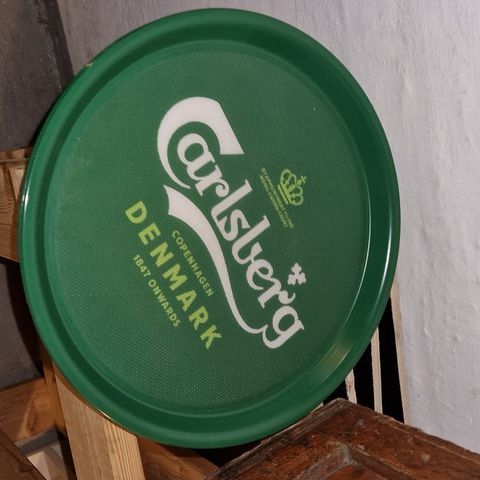 Carlsberg
COPENHAGEN
DENMARK
1847 ONWARDS